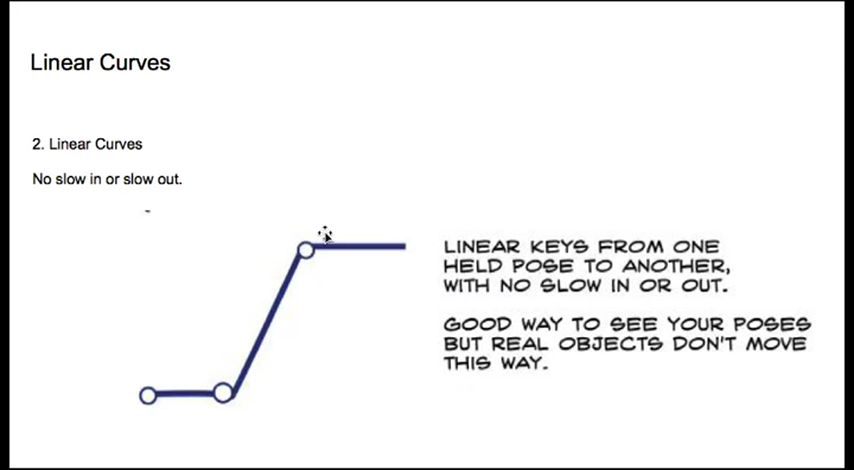 Linear Curves
2. Linear Curves
No slow in or slow out.
LINEAR KEYS FROM ONE
HELD POSE TO ANOTHER,
WITH NO SLOW IN OR OUT.
GOOD WAY TO SEE YOUR POSES
BUT REAL OBJECTS DON'T MOVE
THIS WAY.